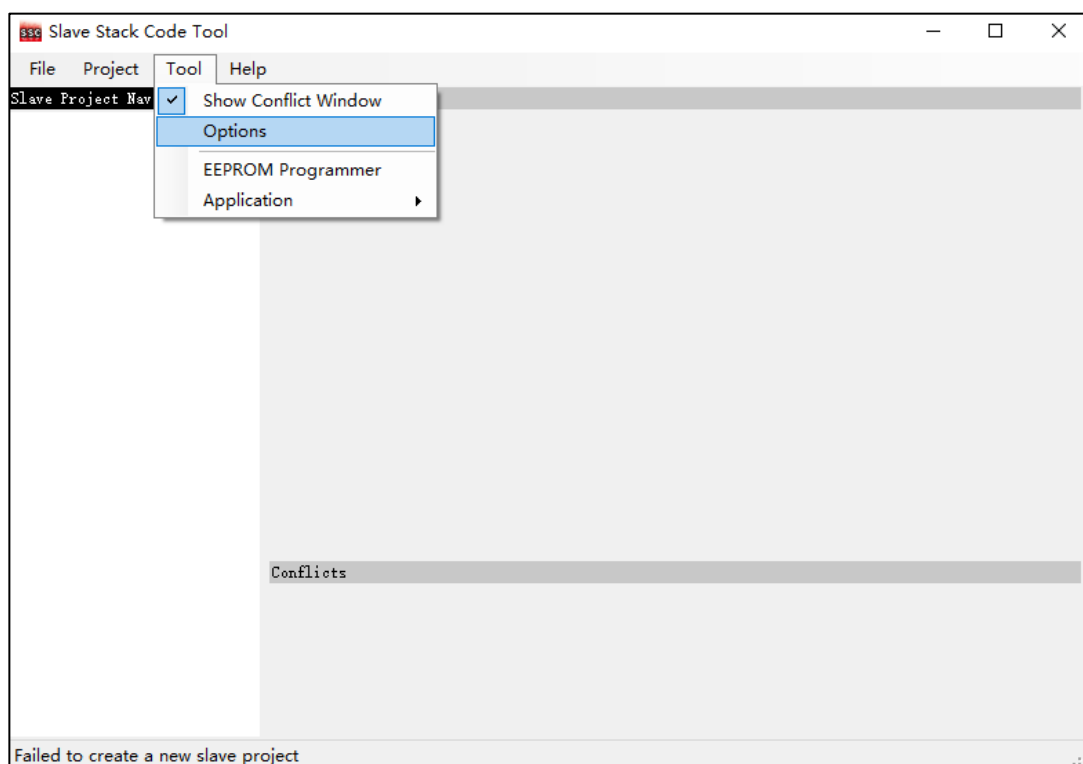 ssc Slave Stack Code Tool
File Project Tool Help
Slave Project Nav
Show Conflict Window
Options
EEPROM Programmer
Application
Conflicts
Failed to create a new slave project